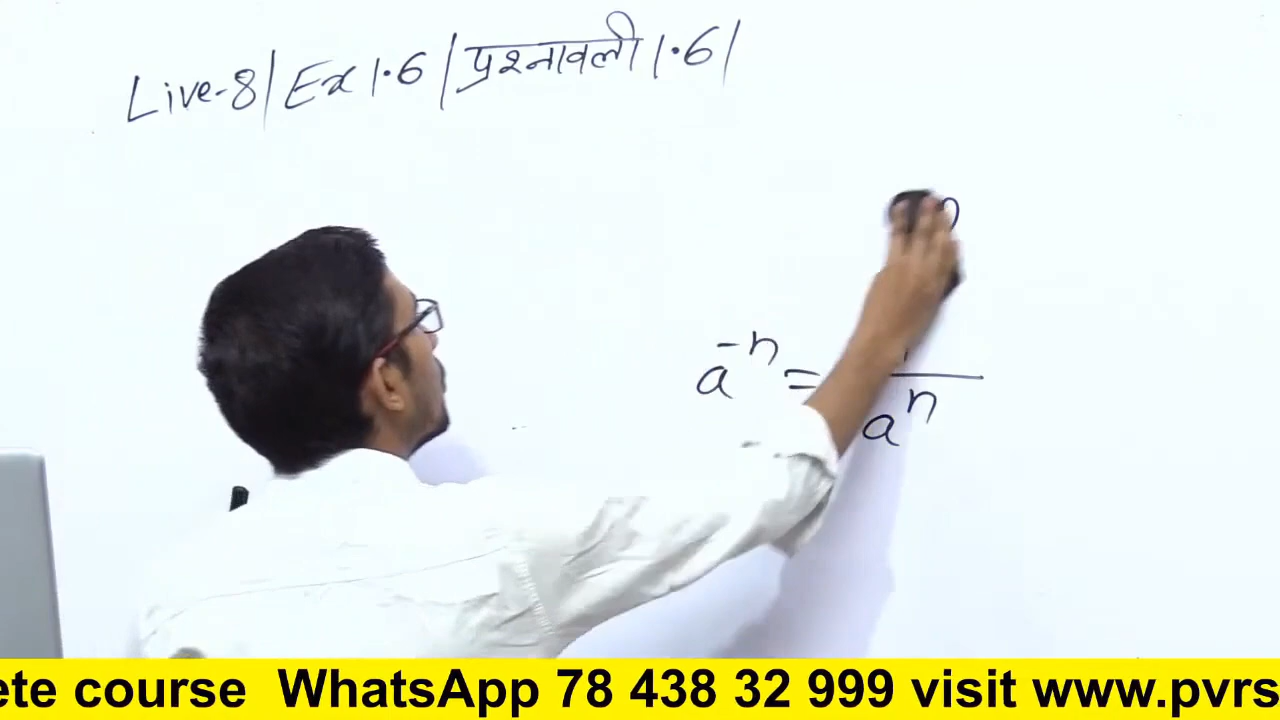 Live-8| Ex 1.6 | प्रश्नावली 1.6 |
a^-n = 1/a^n
ete course WhatsApp 78 438 32 999 visit www.pvrs